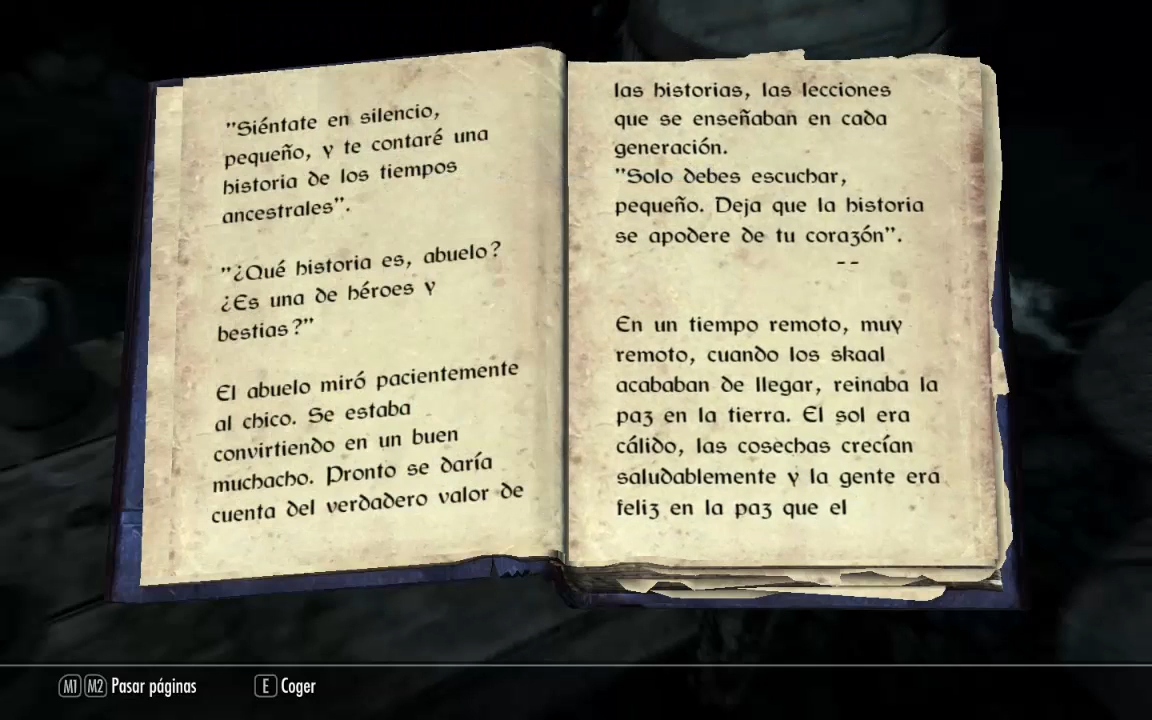 "Siéntate en silencio,
pequeño, y te contaré una
historia de los tiempos
ancestrales".
"¿Qué historia es, abuelo?
¿Es una de héroes y
bestias?"
El abuelo miró pacientemente
al chico. Se estaba
convirtiendo en un buen
muchacho. Pronto se daría
cuenta del verdadero valor de
las historias, las lecciones
que se enseñaban en cada
generación.
"Solo debes escuchar,
pequeño. Deja que la historia
se apodere de tu corazón".
--
En un tiempo remoto, muy
remoto, cuando los skaal
acababan de llegar, reinaba la
paz en la tierra. El sol era
cálido, las cosechas crecían
saludablemente y la gente era
feliz en la paz que el
M1 M2 Pasar páginas
E Coger